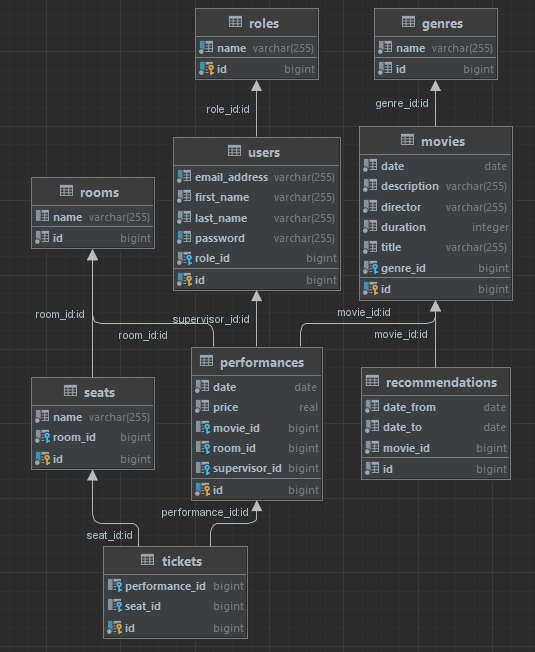 roles
name varchar(255)
id bigint
genres
name varchar(255)
id bigint
role_id:id
genre_id:id
users
email_address varchar(255)
first_name varchar(255)
last_name varchar(255)
password varchar(255)
role_id bigint
id bigint
movies
date date
description varchar(255)
director varchar(255)
duration integer
title varchar(255)
genre_id bigint
id bigint
rooms
name varchar(255)
id bigint
room_id:id
room_id:id
supervisor_id:id
movie_id:id
movie_id:id
performances
date date
price real
movie_id bigint
room_id bigint
supervisor_id bigint
id bigint
recommendations
date_from date
date_to date
movie_id bigint
id bigint
seats
name varchar(255)
room_id bigint
id bigint
performance_id:id
seat_id:id
tickets
performance_id bigint
seat_id bigint
id bigint